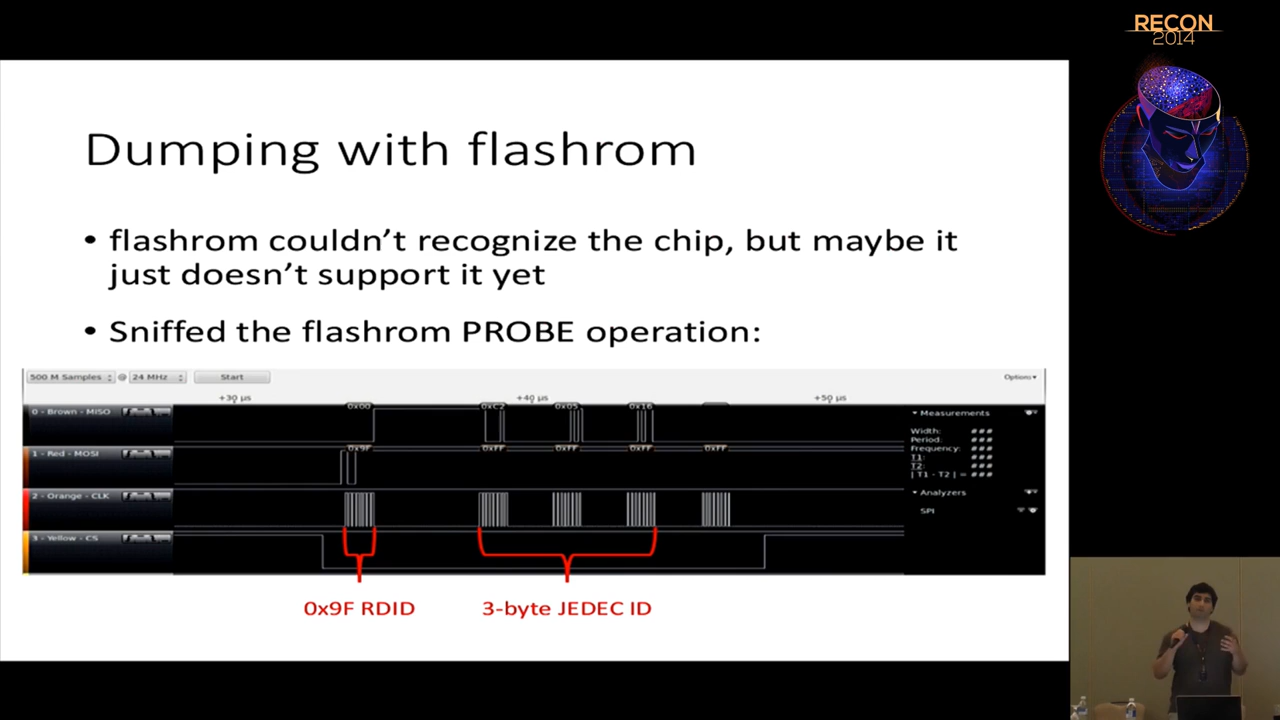 RECON
2014
Dumping with flashrom
• flashrom couldn't recognize the chip, but maybe it
just doesn't support it yet
• Sniffed the flashrom PROBE operation:
500 M Samples @ 24 MHz Start Options
+30 µs +40 µs +50 µs
0 - Brown - MISO 0x00 0xC2 0x05 0x16
1 - Red - MOSI 0x9F 0xFF 0xFF 0xFF 0xFF
2 - Orange - CLK
3 - Yellow - CS
Measurements
Width: ###
Period: ###
Frequency: ###
T1: ###
T2: ###
| T1 - T2 | = ###
Analyzers
SPI
0x9F RDID 3-byte JEDEC ID